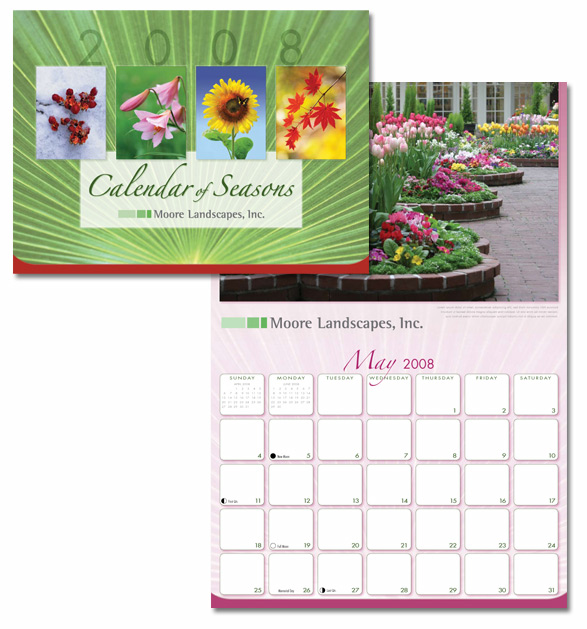 2008
Calendar of Seasons
Moore Landscapes, Inc.
Moore Landscapes, Inc.
May 2008
SUNDAY MONDAY TUESDAY WEDNESDAY THURSDAY FRIDAY SATURDAY
1 2 3
4 5 6 7 8 9 10
11 12 13 14 15 16 17
18 19 20 21 22 23 24
25 26 27 28 29 30 31